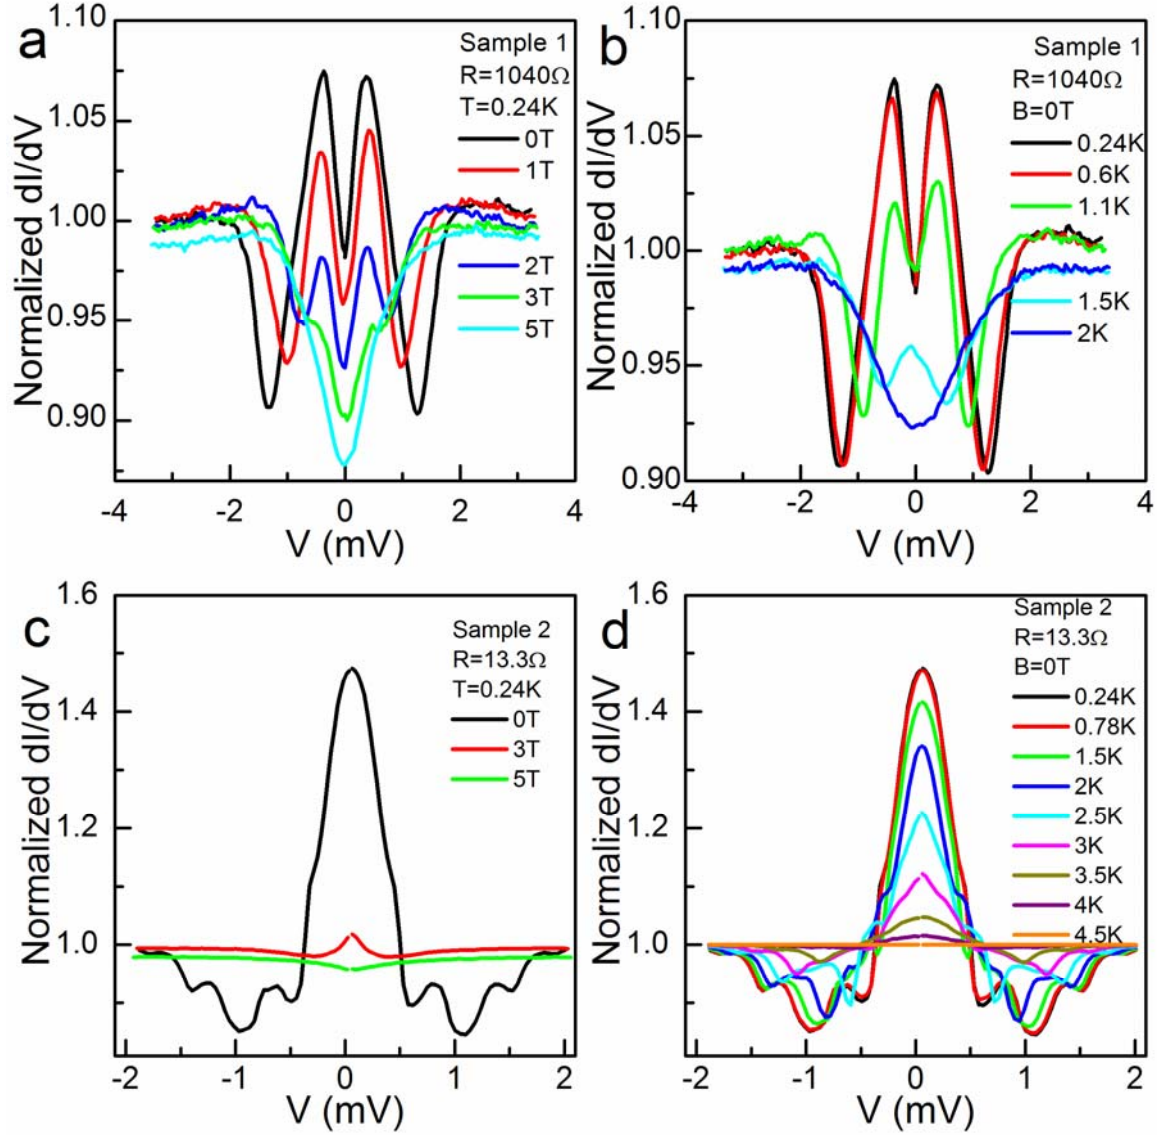 a
Sample 1
R=1040Ω
T=0.24K
0T
1T
2T
3T
5T
1.10
1.05
1.00
0.95
0.90
Normalized dI/dV
-4 -2 0 2 4
V (mV)
b
Sample 1
R=1040Ω
B=0T
0.24K
0.6K
1.1K
1.5K
2K
1.10
1.05
1.00
0.95
0.90
Normalized dI/dV
-4 -2 0 2 4
V (mV)
c
Sample 2
R=13.3Ω
T=0.24K
0T
3T
5T
1.6
1.4
1.2
1.0
Normalized dI/dV
-2 -1 0 1 2
V (mV)
d
Sample 2
R=13.3Ω
B=0T
0.24K
0.78K
1.5K
2K
2.5K
3K
3.5K
4K
4.5K
1.6
1.4
1.2
1.0
Normalized dI/dV
-2 -1 0 1 2
V (mV)